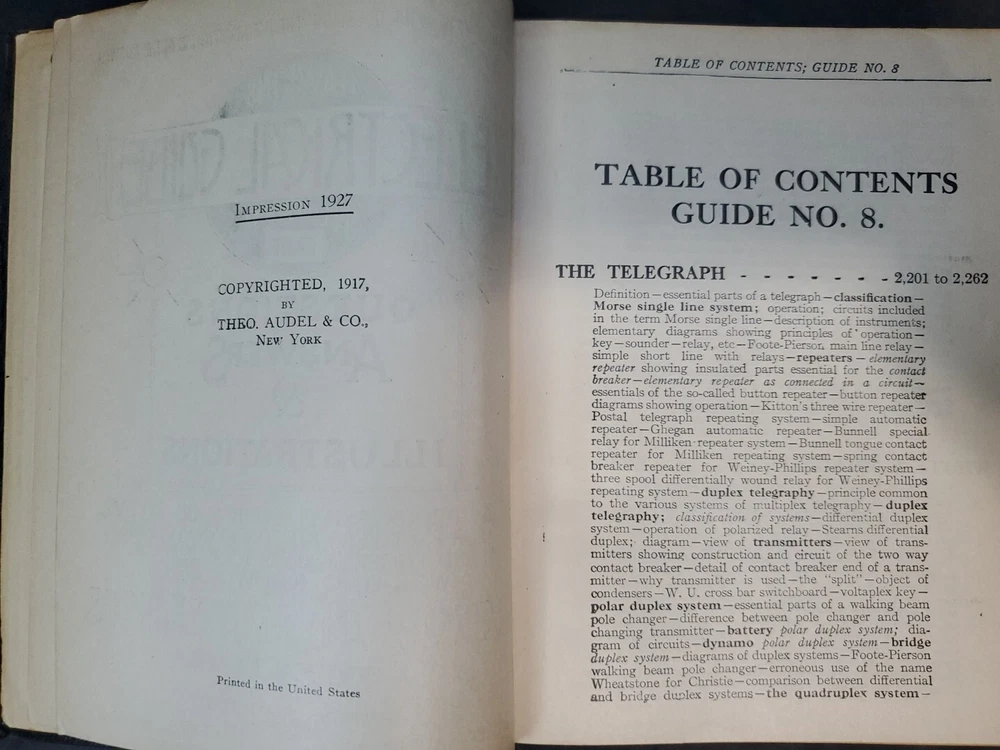 IMPRESSION 1927
COPYRIGHTED, 1917,
BY
THEO. AUDEL & CO.,
NEW YORK
Printed in the United States
TABLE OF CONTENTS; GUIDE NO. 8
TABLE OF CONTENTS
GUIDE NO. 8.
THE TELEGRAPH - - - - - - - 2,201 to 2,262
Definition—essential parts of a telegraph—classification—
Morse single line system; operation; circuits included
in the term Morse single line—description of instruments;
elementary diagrams showing principles of operation—
key—sounder—relay, etc—Foote-Pierson main line relay—
simple short line with relays—repeaters—elementary
repeater showing insulated parts essential for the contact
breaker—elementary repeater as connected in a circuit—
essentials of the so-called button repeater—button repeater
diagrams showing operation—Kitton's three wire repeater—
Postal telegraph repeating system—simple automatic
repeater—Ghegan automatic repeater—Bunnell special
relay for Milliken repeater system—Bunnell tongue contact
repeater for Milliken repeating system—spring contact
breaker repeater for Weiney-Phillips repeater system—
three spool differentially wound relay for Weiney-Phillips
repeating system—duplex telegraphy—principle common
to the various systems of multiplex telegraphy—duplex
telegraphy; classification of systems—differential duplex
system—operation of polarized relay—Stearns differential
duplex; diagram—view of transmitters—view of trans-
mitters showing construction and circuit of the two way
contact breaker—detail of contact breaker end of a trans-
mitter—why transmitter is used—the "split"—object of
condensers—W. U. cross bar switchboard—voltaplex key—
polar duplex system—essential parts of a walking beam
pole changer—difference between pole changer and pole
changing transmitter—battery polar duplex system; dia-
gram of circuits—dynamo polar duplex system—bridge
duplex system—diagrams of duplex systems—Foote-Pierson
walking beam pole changer—erroneous use of the name
Wheatstone for Christie—comparison between differential
and bridge duplex systems—the quadruplex system—